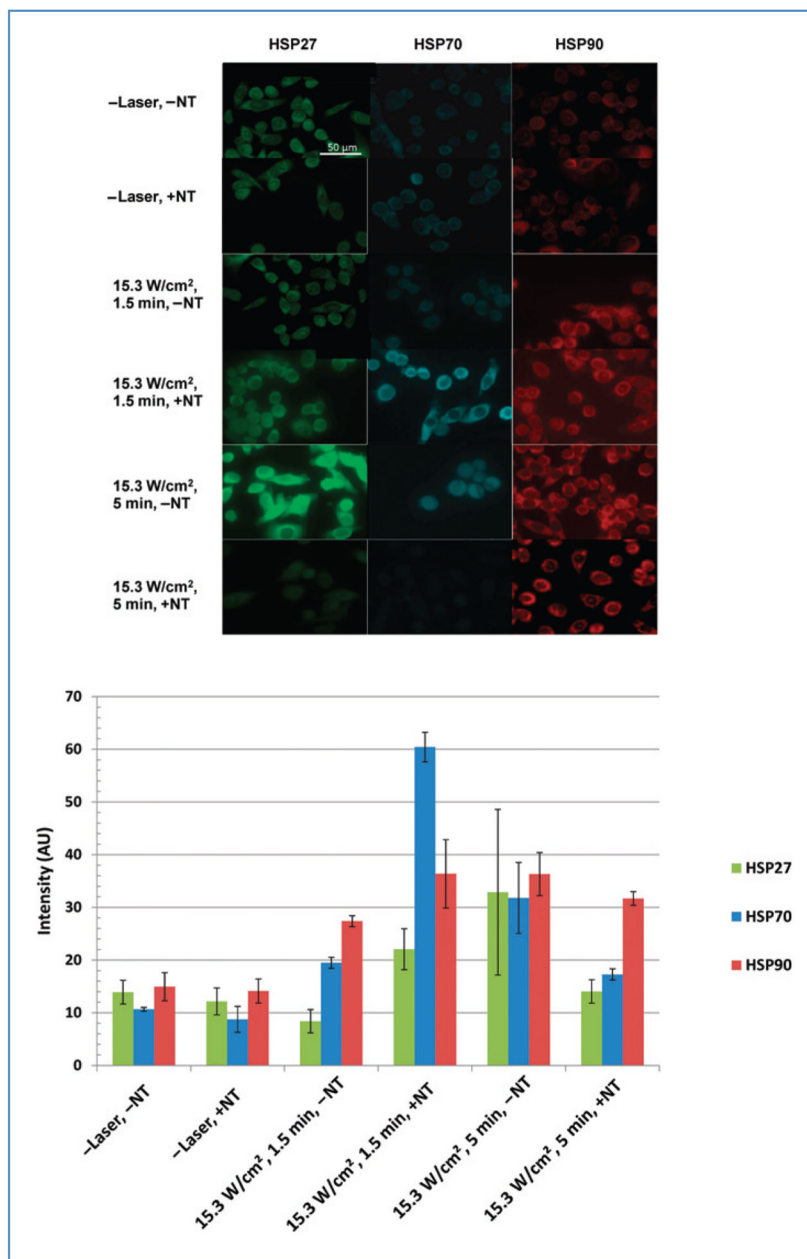 HSP27 HSP70 HSP90
–Laser, –NT
50 µm
–Laser, +NT
15.3 W/cm²,
1.5 min, –NT
15.3 W/cm²,
1.5 min, +NT
15.3 W/cm²,
5 min, –NT
15.3 W/cm²,
5 min, +NT
70
60
50
40
30
20
10
0
Intensity (AU)
HSP27
HSP70
HSP90
–Laser, –NT
–Laser, +NT
15.3 W/cm², 1.5 min, –NT
15.3 W/cm², 1.5 min, +NT
15.3 W/cm², 5 min, –NT
15.3 W/cm², 5 min, +NT